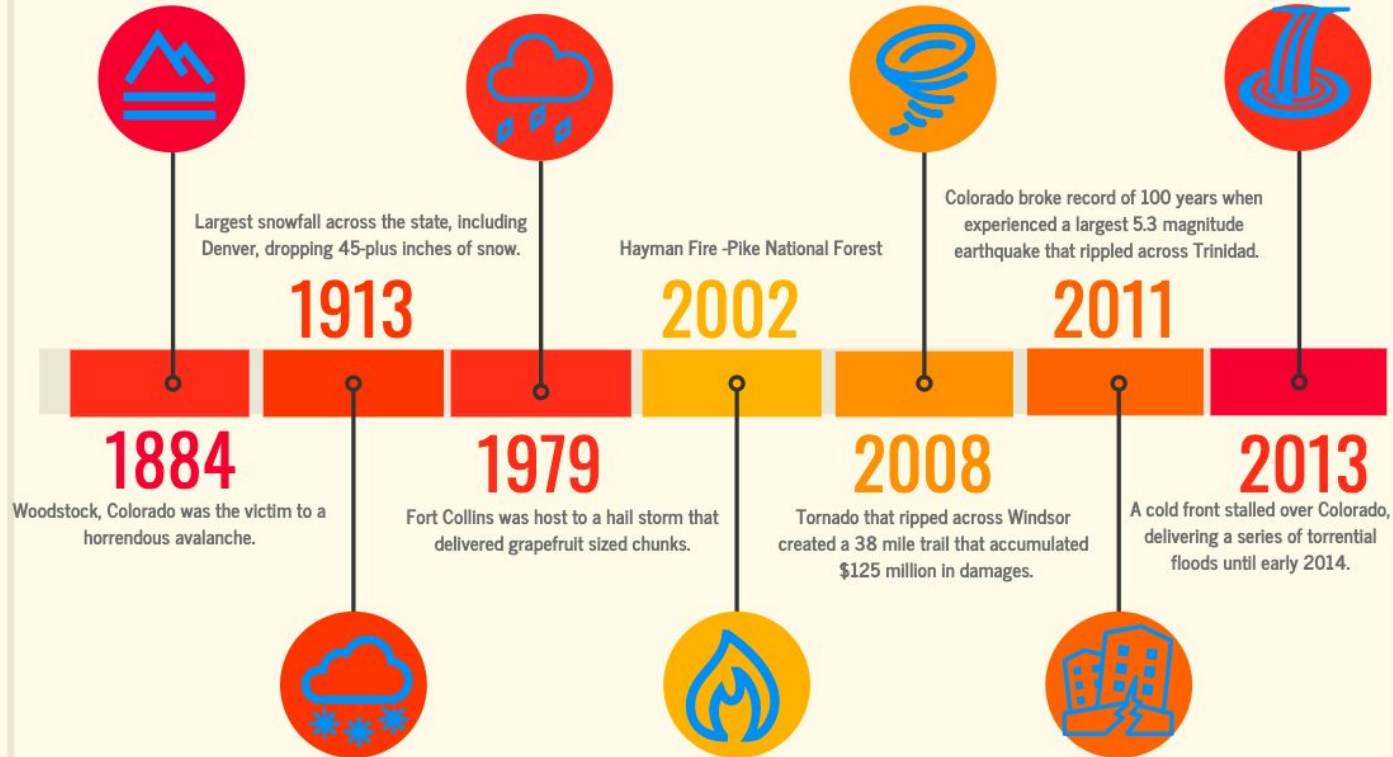 1884
Woodstock, Colorado was the victim to a
horrendous avalanche.
Largest snowfall across the state, including
Denver, dropping 45-plus inches of snow.
1913
1979
Fort Collins was host to a hail storm that
delivered grapefruit sized chunks.
Hayman Fire -Pike National Forest
2002
2008
Tornado that ripped across Windsor
created a 38 mile trail that accumulated
$125 million in damages.
Colorado broke record of 100 years when
experienced a largest 5.3 magnitude
earthquake that rippled across Trinidad.
2011
2013
A cold front stalled over Colorado,
delivering a series of torrential
floods until early 2014.